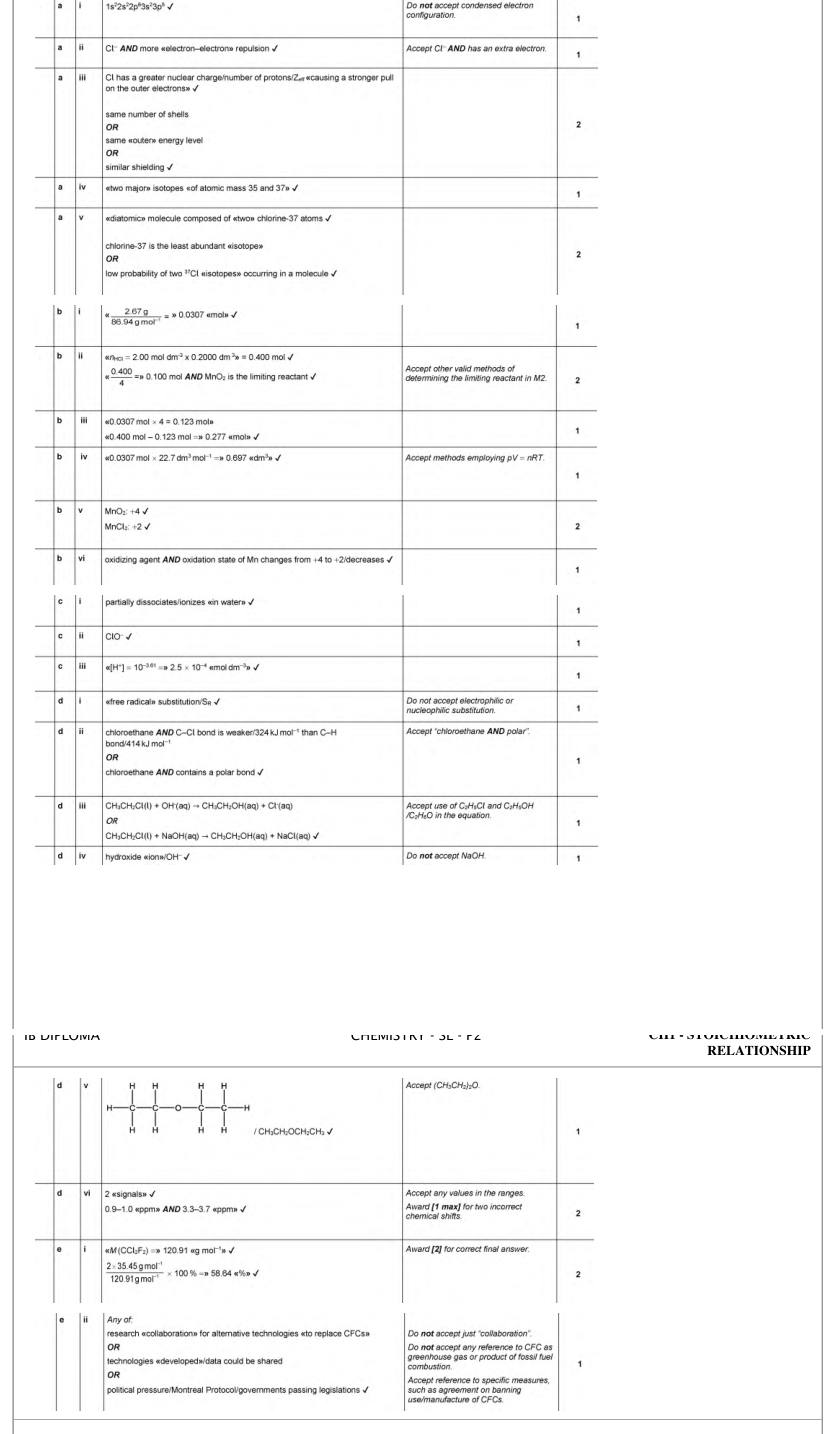 a i 1s²2s²2p⁶3s²3p⁵ ✓ Do not accept condensed electron
configuration. 1
a ii Cl⁻ AND more «electron–electron» repulsion ✓ Accept Cl⁻ AND has an extra electron. 1
a iii Cl has a greater nuclear charge/number of protons/Zeff «causing a stronger pull
on the outer electrons» ✓
same number of shells
OR
same «outer» energy level
OR
similar shielding ✓
2
a iv «two major» isotopes «of atomic mass 35 and 37» ✓ 1
a v «diatomic» molecule composed of «two» chlorine-37 atoms ✓
chlorine-37 is the least abundant «isotope»
OR
low probability of two ³⁷Cl «isotopes» occurring in a molecule ✓
2
b i « 2.67 g / 86.94 g mol⁻¹ = » 0.0307 «mol» ✓ 1
b ii «nHCl = 2.00 mol dm⁻³ x 0.2000 dm³» = 0.400 mol ✓
« 0.400 / 4 =» 0.100 mol AND MnO₂ is the limiting reactant ✓
Accept other valid methods of
determining the limiting reactant in M2. 2
b iii «0.0307 mol × 4 = 0.123 mol»
«0.400 mol – 0.123 mol =» 0.277 «mol» ✓ 1
b iv «0.0307 mol × 22.7 dm³ mol⁻¹ =» 0.697 «dm³» ✓ Accept methods employing pV = nRT. 1
b v MnO₂: +4 ✓
MnCl₂: +2 ✓ 2
b vi oxidizing agent AND oxidation state of Mn changes from +4 to +2/decreases ✓ 1
c i partially dissociates/ionizes «in water» ✓ 1
c ii ClO⁻ ✓ 1
c iii «[H⁺] = 10⁻³·⁶¹ =» 2.5 × 10⁻⁴ «mol dm⁻³» ✓ 1
d i «free radical» substitution/SR ✓ Do not accept electrophilic or
nucleophilic substitution. 1
d ii chloroethane AND C–Cl bond is weaker/324 kJ mol⁻¹ than C–H
bond/414 kJ mol⁻¹
OR
chloroethane AND contains a polar bond ✓
Accept "chloroethane AND polar". 1
d iii CH₃CH₂Cl(l) + OH⁻(aq) → CH₃CH₂OH(aq) + Cl⁻(aq)
OR
CH₃CH₂Cl(l) + NaOH(aq) → CH₃CH₂OH(aq) + NaCl(aq) ✓
Accept use of C₂H₅Cl and C₂H₅OH
/C₂H₆O in the equation. 1
d iv hydroxide «ion»/OH⁻ ✓ Do not accept NaOH. 1
IB DIPLOMA CHEMISTRY - SL - P2 CH1 - STOICHIOMETRIC
RELATIONSHIP
d v Accept (CH₃CH₂)₂O.
H H H H
H—C—C—O—C—C—H
H H H H / CH₃CH₂OCH₂CH₃ ✓ 1
d vi 2 «signals» ✓
0.9–1.0 «ppm» AND 3.3–3.7 «ppm» ✓
Accept any values in the ranges.
Award [1 max] for two incorrect
chemical shifts. 2
e i «M (CCl₂F₂) =» 120.91 «g mol⁻¹» ✓
2×35.45 g mol⁻¹ / 120.91 g mol⁻¹ × 100 % =» 58.64 «%» ✓
Award [2] for correct final answer. 2
e ii Any of:
research «collaboration» for alternative technologies «to replace CFCs»
OR
technologies «developed»/data could be shared
OR
political pressure/Montreal Protocol/governments passing legislations ✓
Do not accept just "collaboration".
Do not accept any reference to CFC as
greenhouse gas or product of fossil fuel
combustion.
Accept reference to specific measures,
such as agreement on banning
use/manufacture of CFCs.
1